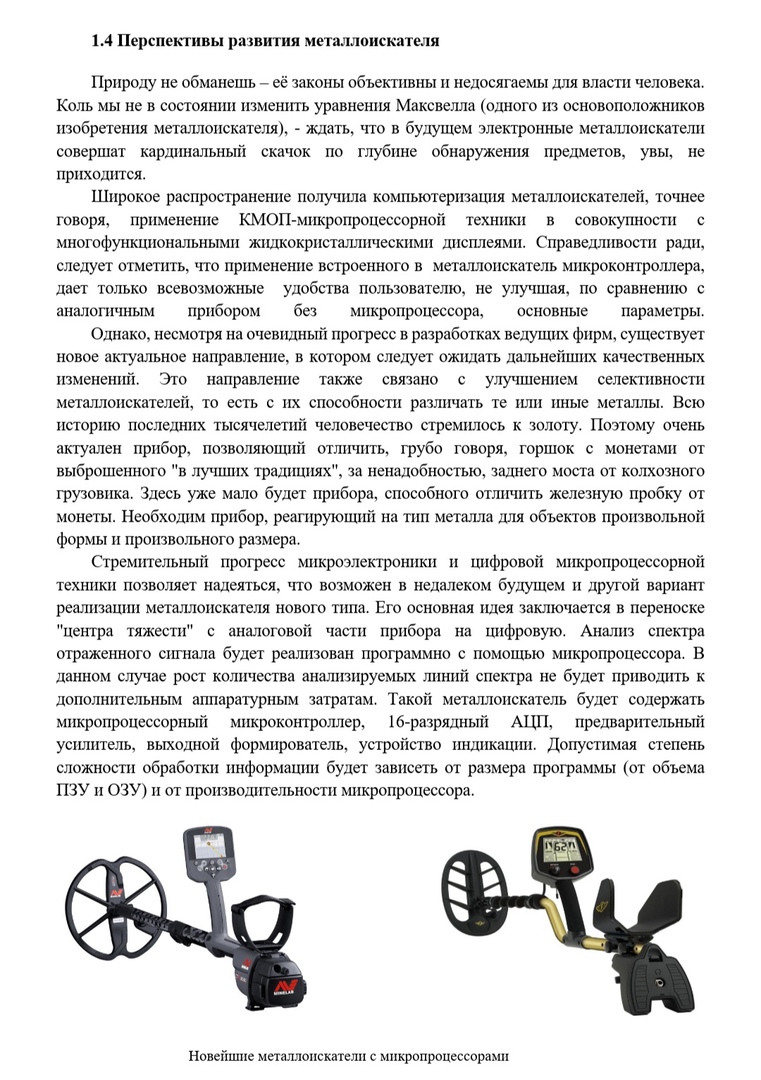 1.4 Перспективы развития металлоискателя
Природу не обманешь – её законы объективны и недосягаемы для власти человека.
Коль мы не в состоянии изменить уравнения Максвелла (одного из основоположников
изобретения металлоискателя), - ждать, что в будущем электронные металлоискатели
совершат кардинальный скачок по глубине обнаружения предметов, увы, не
приходится.
Широкое распространение получила компьютеризация металлоискателей, точнее
говоря, применение КМОП-микропроцессорной техники в совокупности с
многофункциональными жидкокристаллическими дисплеями. Справедливости ради,
следует отметить, что применение встроенного в металлоискатель микроконтроллера,
дает только всевозможные удобства пользователю, не улучшая, по сравнению с
аналогичным прибором без микропроцессора, основные параметры.
Однако, несмотря на очевидный прогресс в разработках ведущих фирм, существует
новое актуальное направление, в котором следует ожидать дальнейших качественных
изменений. Это направление также связано с улучшением селективности
металлоискателей, то есть с их способности различать те или иные металлы. Всю
историю последних тысячелетий человечество стремилось к золоту. Поэтому очень
актуален прибор, позволяющий отличить, грубо говоря, горшок с монетами от
выброшенного "в лучших традициях", за ненадобностью, заднего моста от колхозного
грузовика. Здесь уже мало будет прибора, способного отличить железную пробку от
монеты. Необходим прибор, реагирующий на тип металла для объектов произвольной
формы и произвольного размера.
Стремительный прогресс микроэлектроники и цифровой микропроцессорной
техники позволяет надеяться, что возможен в недалеком будущем и другой вариант
реализации металлоискателя нового типа. Его основная идея заключается в переноске
"центра тяжести" с аналоговой части прибора на цифровую. Анализ спектра
отраженного сигнала будет реализован программно с помощью микропроцессора. В
данном случае рост количества анализируемых линий спектра не будет приводить к
дополнительным аппаратурным затратам. Такой металлоискатель будет содержать
микропроцессорный микроконтроллер, 16-разрядный АЦП, предварительный
усилитель, выходной формирователь, устройство индикации. Допустимая степень
сложности обработки информации будет зависеть от размера программы (от объема
ПЗУ и ОЗУ) и от производительности микропроцессора.
MINELAB
62
Новейшие металлоискатели с микропроцессорами